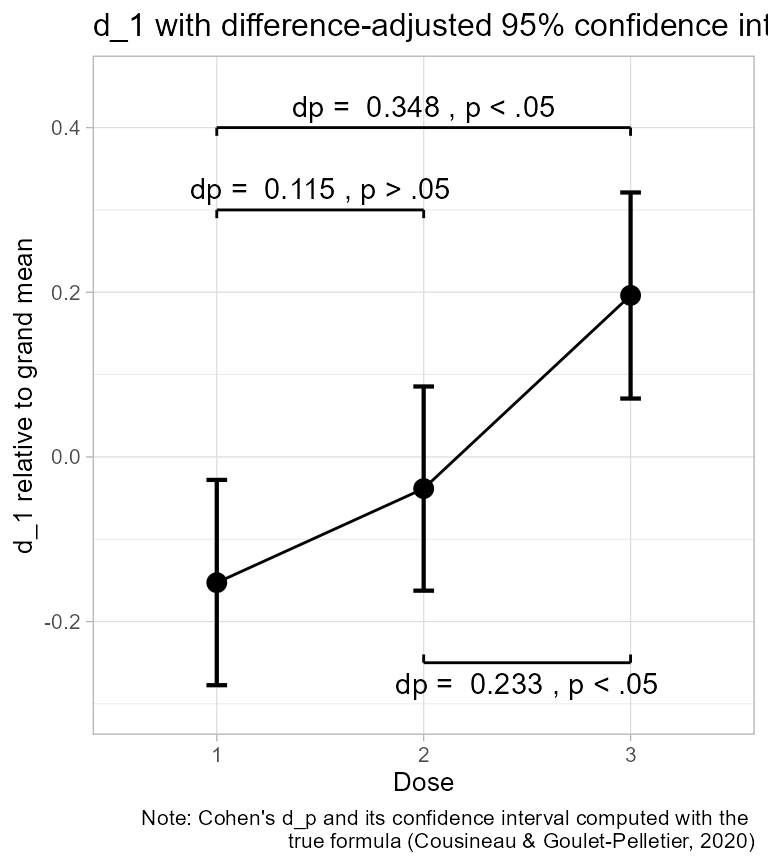 d_1 with difference-adjusted 95% confidence int
dp =  0.348 , p < .05
0.4
dp =  0.115 , p > .05
0.2
0.0
-0.2
d_1 relative to grand mean
dp =  0.233 , p < .05
1 2 3
Dose
Note: Cohen's d_p and its confidence interval computed with the
true formula (Cousineau & Goulet-Pelletier, 2020)